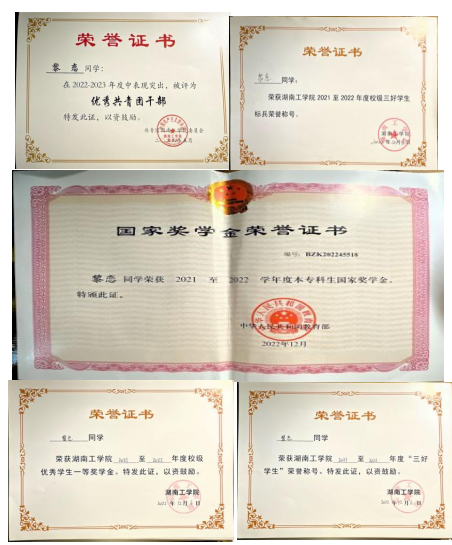 荣誉证书
黎恋 同学：
在 2022-2023 年度中表现突出，被评为
优秀共青团干部
特发此证，以资鼓励。
荣誉证书
同学：
荣获湖南工学院 2021 至 2022 年度校级三好学生
标兵荣誉称号。
湖南工学院
国家奖学金荣誉证书
编号：BZK202245518
黎恋 同学荣获 2021 至 2022 学年度本专科生国家奖学金。
特颁此证。
中华人民共和国教育部
2022年12月
荣誉证书
同学
荣获湖南工学院 至 年度校级
优秀学生一等奖学金。特发此证，以资鼓励。
湖南工学院
荣誉证书
同学
荣获湖南工学院 至 年度“三好
学生”荣誉称号。特发此证，以资鼓励。
湖南工学院